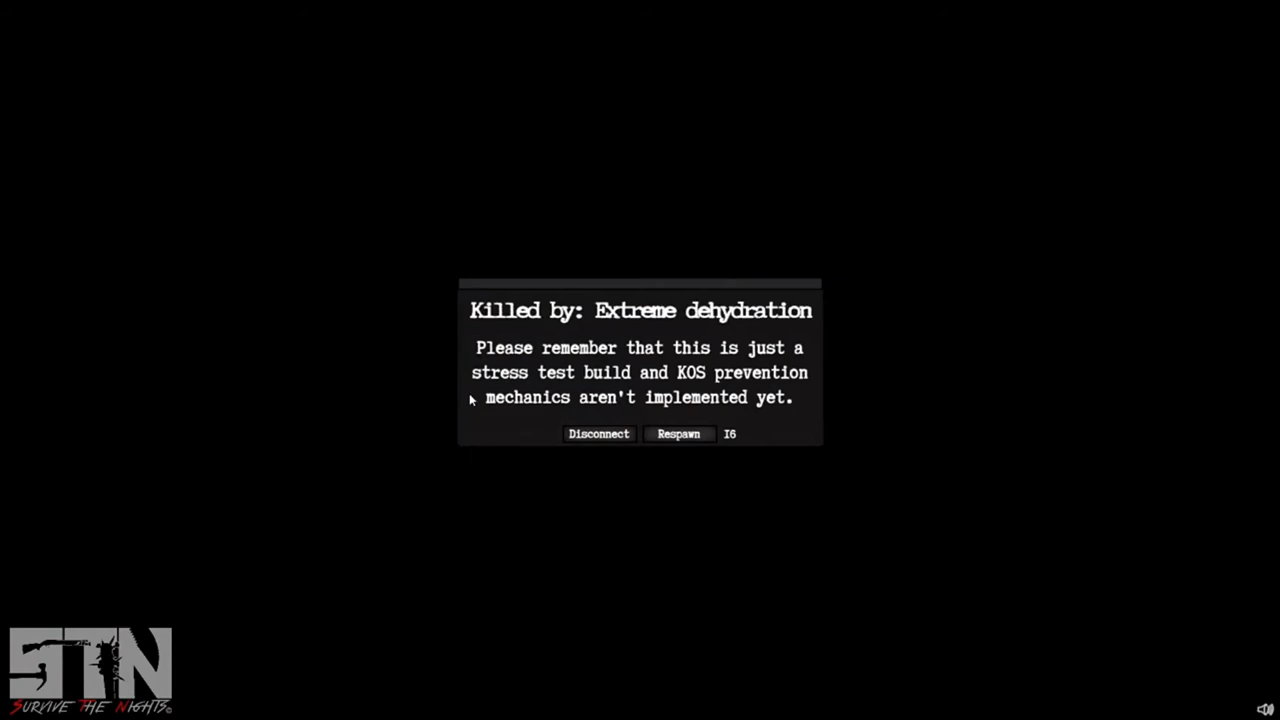 Killed by: Extreme dehydration
Please remember that this is just a
stress test build and KOS prevention
mechanics aren't implemented yet.
Disconnect Respawn 16
STN
SURVIVE THE NIGHTS©